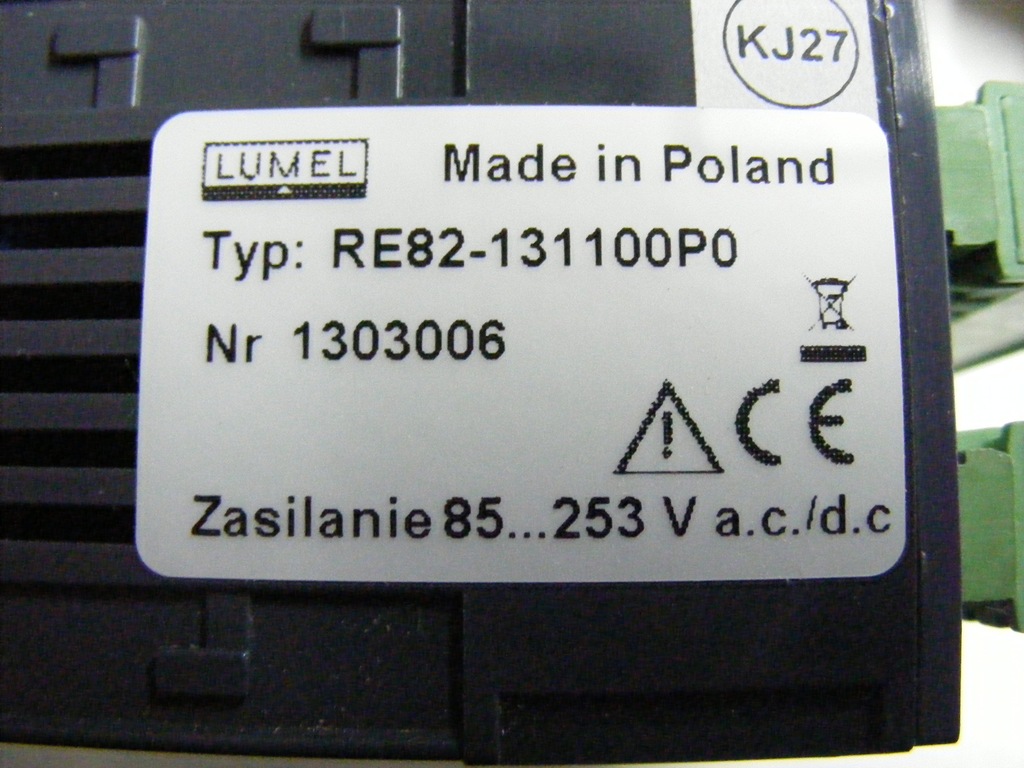 KJ27
LUMEL Made in Poland
Typ: RE82-131100P0
Nr 1303006
CE
Zasilanie 85...253 V a.c./d.c